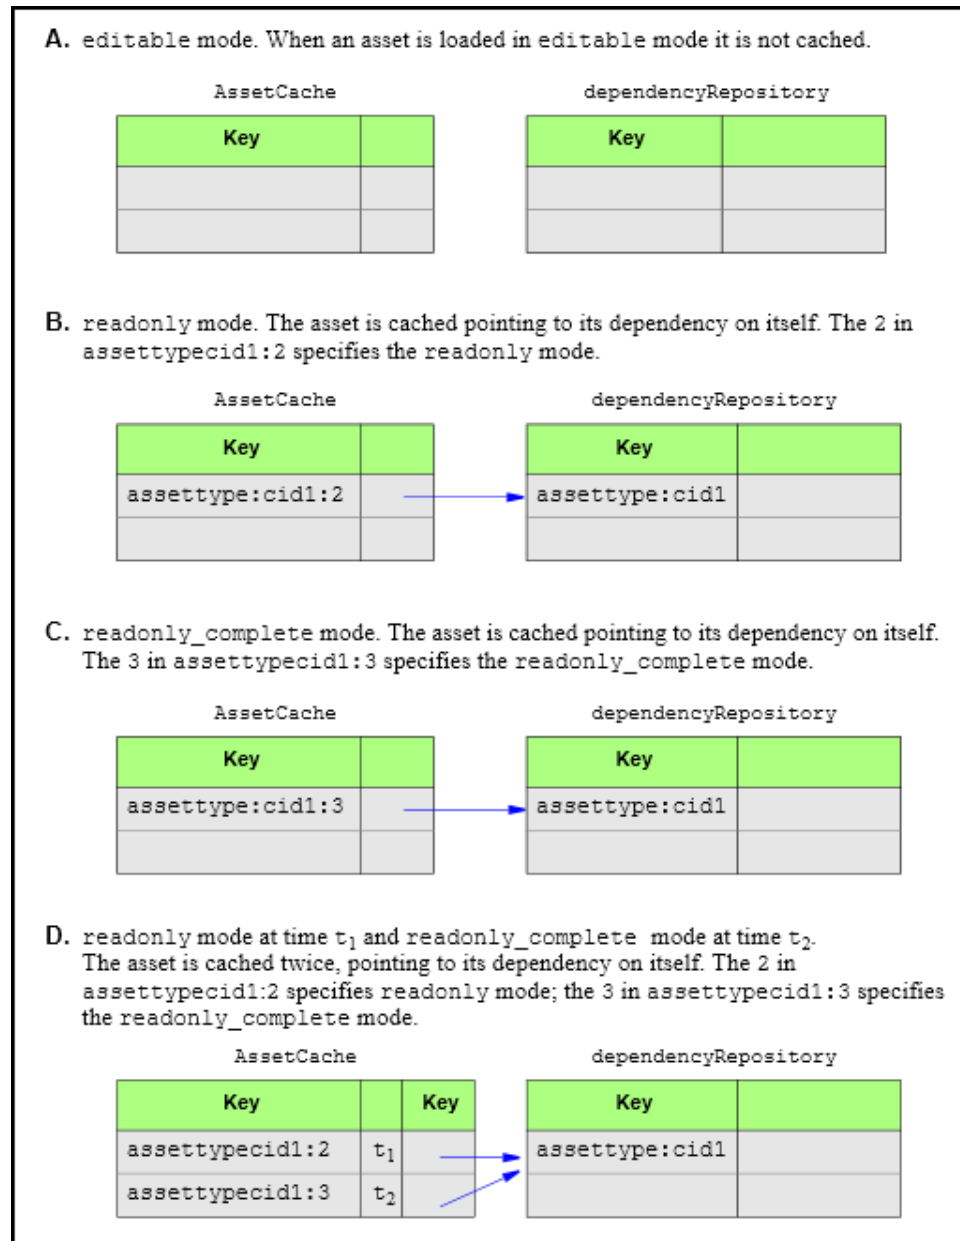 A. editable mode. When an asset is loaded in editable mode it is not cached.
AssetCache dependencyRepository
Key Key
B. readonly mode. The asset is cached pointing to its dependency on itself. The 2 in
assettypecid1:2 specifies the readonly mode.
AssetCache dependencyRepository
Key Key
assettype:cid1:2 assettype:cid1
C. readonly_complete mode. The asset is cached pointing to its dependency on itself.
The 3 in assettypecid1:3 specifies the readonly_complete mode.
AssetCache dependencyRepository
Key Key
assettype:cid1:3 assettype:cid1
D. readonly mode at time t1 and readonly_complete mode at time t2.
The asset is cached twice, pointing to its dependency on itself. The 2 in
assettypecid1:2 specifies readonly mode; the 3 in assettypecid1:3 specifies
the readonly_complete mode.
AssetCache dependencyRepository
Key Key Key
assettypecid1:2 t1 assettype:cid1
assettypecid1:3 t2